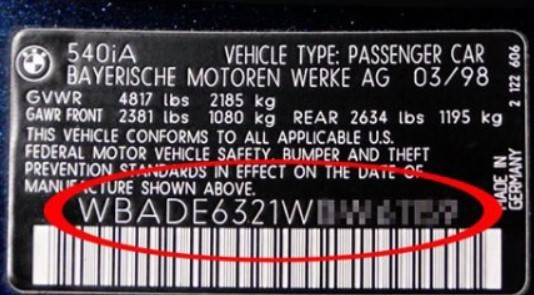 BMW
540iA VEHICLE TYPE: PASSENGER CAR
BAYERISCHE MOTOREN WERKE AG 03/98
GVWR 4817 lbs 2185 kg
GAWR FRONT 2381 lbs 1080 kg REAR 2634 lbs 1195 kg
THIS VEHICLE CONFORMS TO ALL APPLICABLE U.S.
FEDERAL MOTOR VEHICLE SAFETY, BUMPER AND THEFT
PREVENTION STANDARDS IN EFFECT ON THE DATE OF
MANUFACTURE SHOWN ABOVE.
WBADE6321W
2 122 606
MADE IN
GERMANY